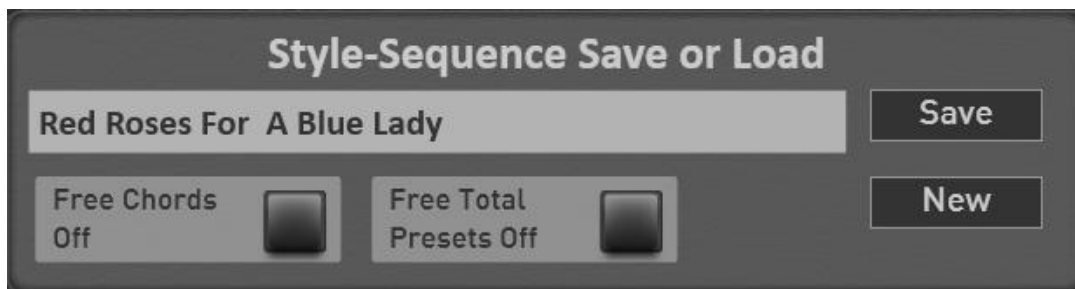 Style-Sequence Save or Load
Red Roses For  A Blue Lady
Save
Free Chords
Off
Free Total
Presets Off
New